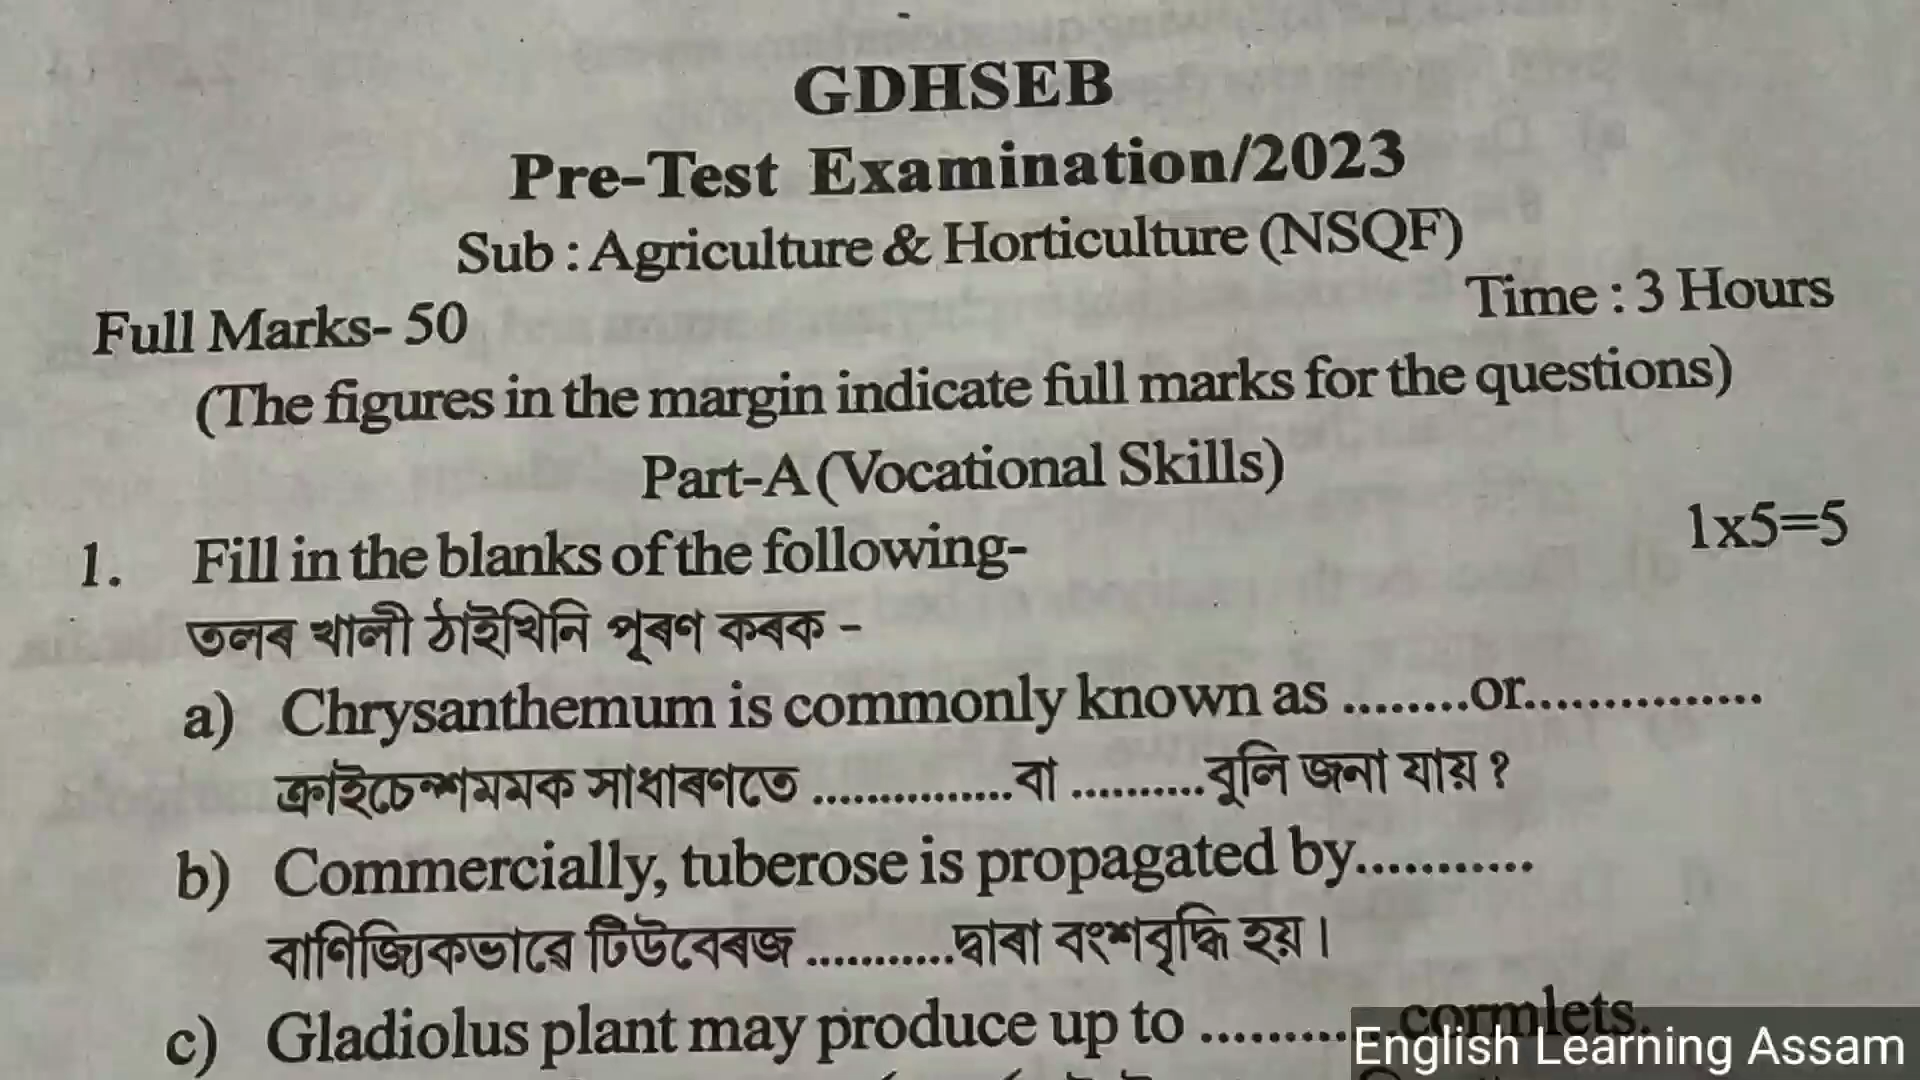 GDHSEB
Pre-Test Examination/2023
Sub : Agriculture & Horticulture (NSQF)
Full Marks- 50
Time : 3 Hours
(The figures in the margin indicate full marks for the questions)
Part-A (Vocational Skills)
1. Fill in the blanks of the following- 1x5=5
তলৰ খালী ঠাইখিনি পূৰণ কৰক –
a) Chrysanthemum is commonly known as ........or...............
ক্ৰাইচেন্শমমক সাধাৰণতে ...............বা ..........বুলি জনা যায় ?
b) Commercially, tuberose is propagated by...........
বাণিজ্যিকভাৱে টিউবেৰজ ...........দ্বাৰা বংশবৃদ্ধি হয় ।
c) Gladiolus plant may produce up to ............cormlets.
English Learning Assam